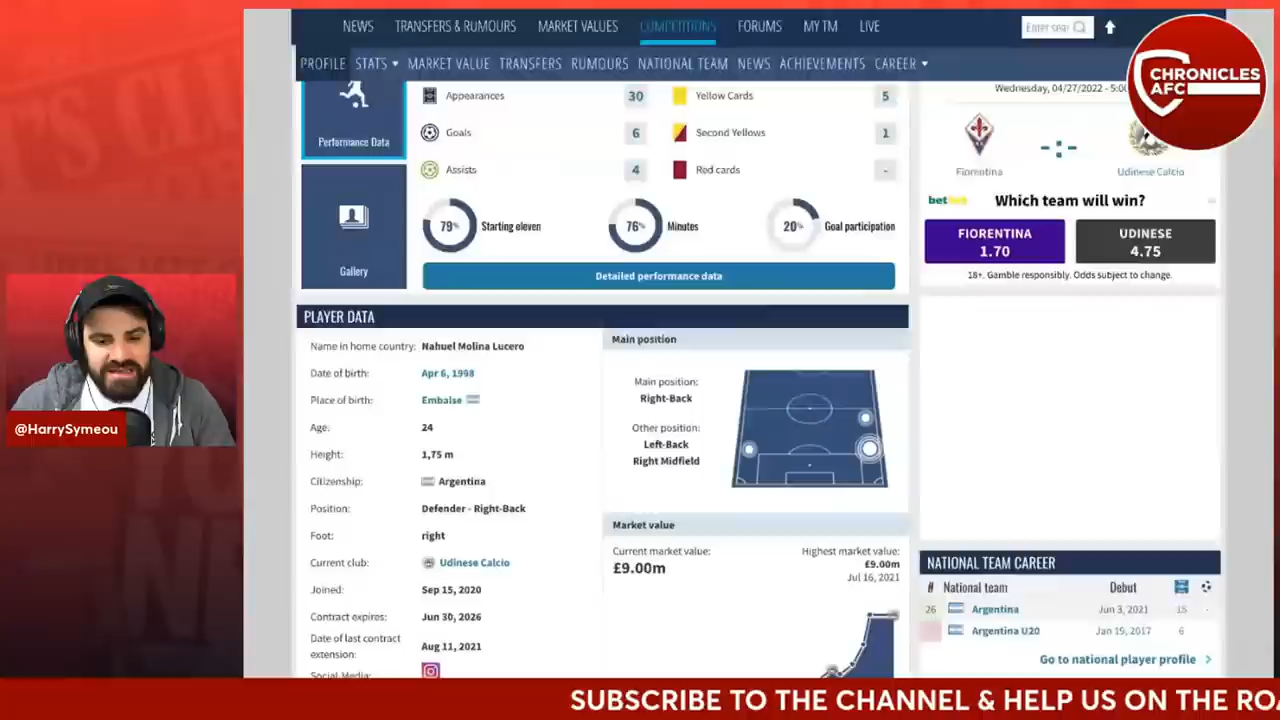 NEWS TRANSFERS & RUMOURS MARKET VALUES COMPETITIONS FORUMS MY TM LIVE
PROFILE STATS MARKET VALUE TRANSFERS RUMOURS NATIONAL TEAM NEWS ACHIEVEMENTS CAREER
CHRONICLES
AFC
Performance Data
Gallery
Appearances 30 Yellow Cards 5
Goals 6 Second Yellows 1
Assists 4 Red cards -
79% Starting eleven 76% Minutes 20% Goal participation
Detailed performance data
Wednesday, 04/27/2022 - 5:00
Fiorentina -:- Udinese Calcio
Which team will win?
FIORENTINA
1.70
UDINESE
4.75
18+. Gamble responsibly. Odds subject to change.
PLAYER DATA
Name in home country: Nahuel Molina Lucero
Date of birth: Apr 6, 1998
Place of birth: Embalse
Age: 24
Height: 1,75 m
Citizenship: Argentina
Position: Defender - Right-Back
Foot: right
Current club: Udinese Calcio
Joined: Sep 15, 2020
Contract expires: Jun 30, 2026
Date of last contract
extension: Aug 11, 2021
Social-Media:
Main position
Main position:
Right-Back
Other position:
Left-Back
Right Midfield
Market value
Current market value:
£9.00m
Highest market value:
£9.00m
Jul 16, 2021
NATIONAL TEAM CAREER
# National team Debut
26 Argentina Jun 3, 2021 15 -
Argentina U20 Jan 19, 2017 6
Go to national player profile
@HarrySymeou
SUBSCRIBE TO THE CHANNEL & HELP US ON THE